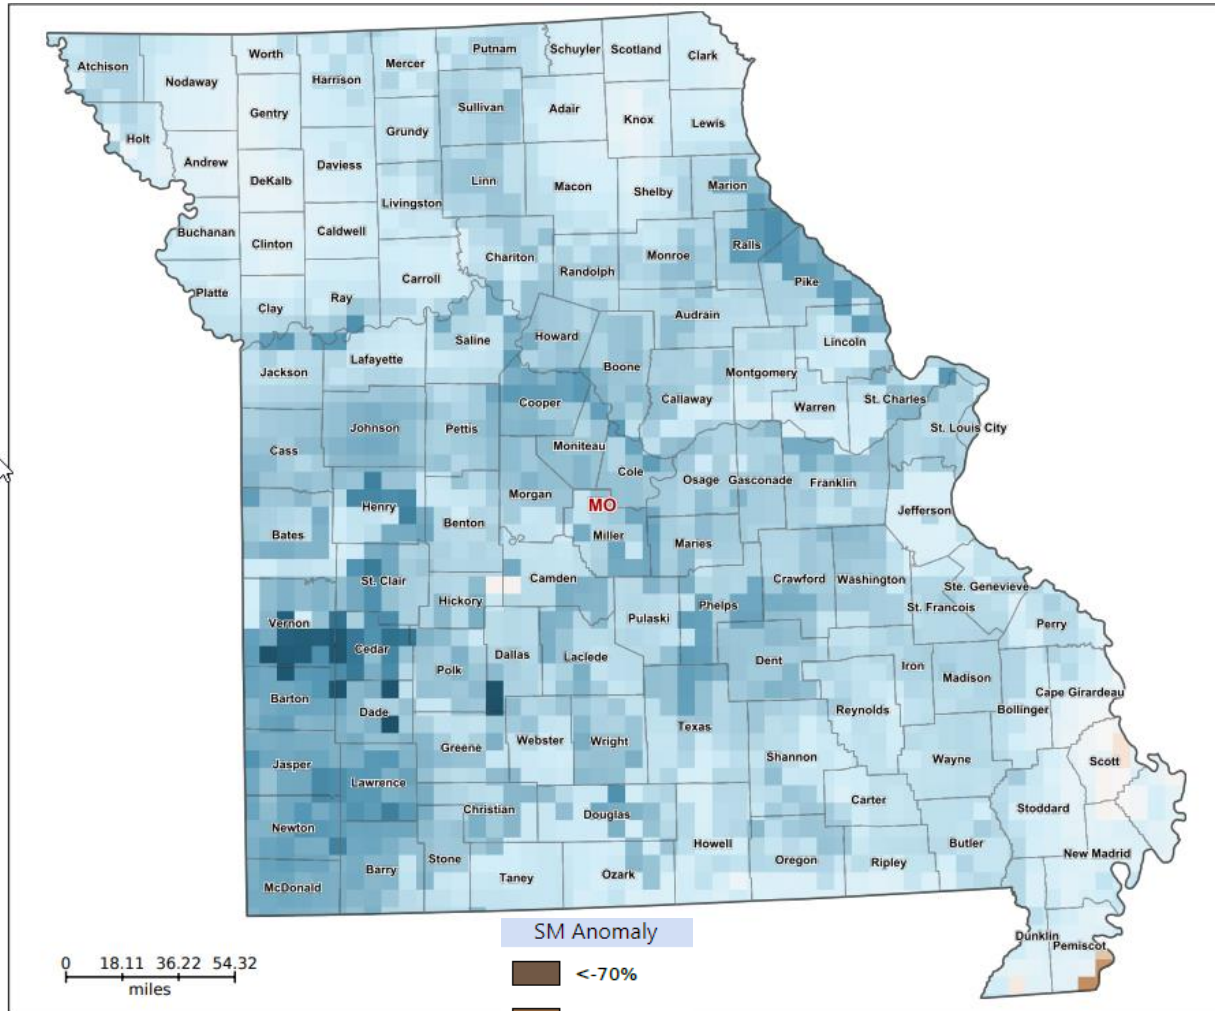 Worth
Putnam
Schuyler
Scotland
Clark
Atchison
Nodaway
Harrison
Mercer
Gentry
Sullivan
Adair
Knox
Lewis
Holt
Grundy
Andrew
DeKalb
Daviess
Linn
Macon
Shelby
Marion
Livingston
Buchanan
Clinton
Caldwell
Chariton
Randolph
Monroe
Ralls
Platte
Clay
Ray
Carroll
Pike
Audrain
Saline
Howard
Lincoln
Jackson
Lafayette
Boone
Montgomery
Cooper
Callaway
Warren
St. Charles
Johnson
Pettis
St. Louis City
Cass
Moniteau
Cole
Osage
Gasconade
Franklin
Henry
Morgan
MO
Jefferson
Bates
Benton
Miller
Maries
St. Clair
Camden
Crawford
Washington
Ste. Genevieve
Hickory
Phelps
St. Francois
Vernon
Pulaski
Perry
Cedar
Polk
Dallas
Laclede
Dent
Iron
Madison
Barton
Cape Girardeau
Dade
Reynolds
Bollinger
Texas
Greene
Webster
Wright
Shannon
Wayne
Scott
Jasper
Lawrence
Carter
Christian
Douglas
Stoddard
Newton
Howell
Butler
Stone
Oregon
Ripley
New Madrid
McDonald
Barry
Taney
Ozark
SM Anomaly
Dunklin
Pemiscot
0 18.11 36.22 54.32
miles
<-70%